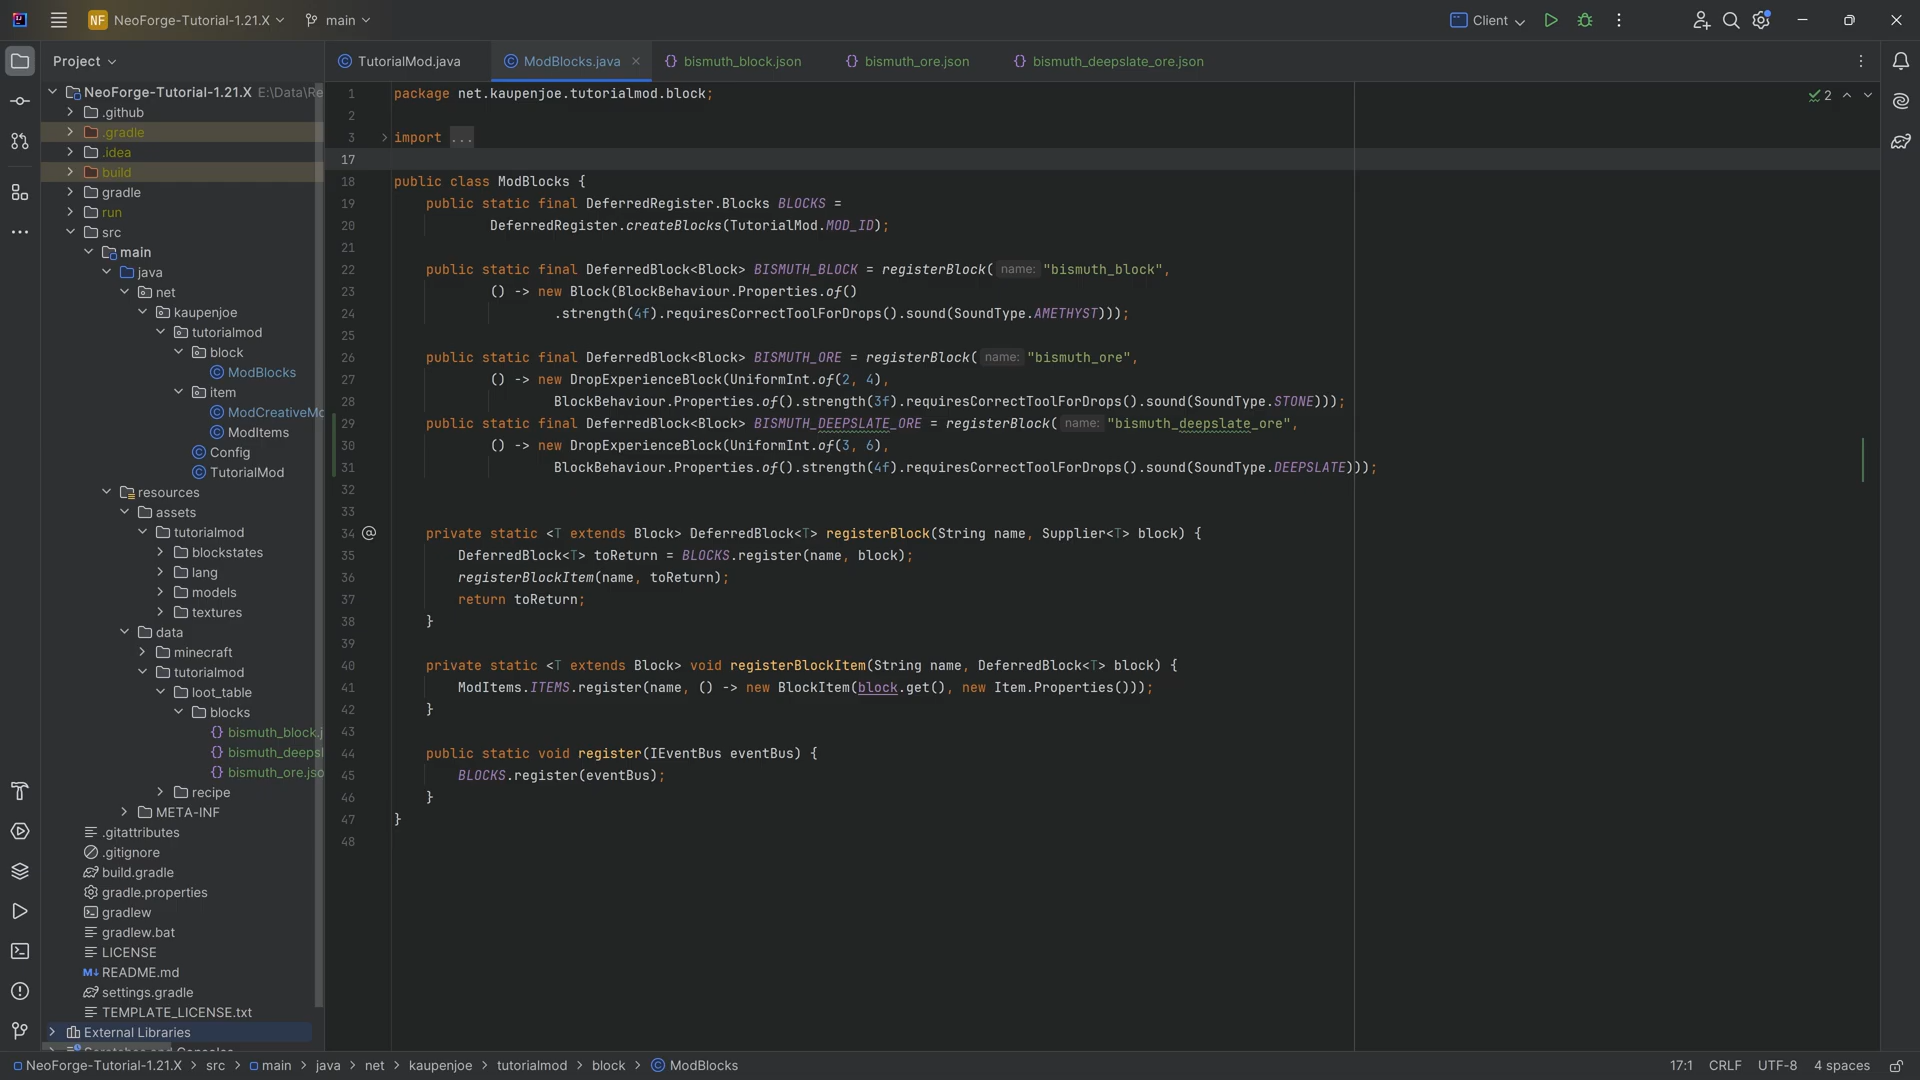 NF NeoForge-Tutorial-1.21.X main Client
Project
TutorialMod.java
ModBlocks.java
bismuth_block.json
bismuth_ore.json
bismuth_deepslate_ore.json
NeoForge-Tutorial-1.21.X E:\Data\Re
.github
.gradle
.idea
build
gradle
run
src
main
java
net
kaupenjoe
tutorialmod
block
ModBlocks
item
ModCreativeMo
ModItems
Config
TutorialMod
resources
assets
tutorialmod
blockstates
lang
models
textures
data
minecraft
tutorialmod
loot_table
blocks
bismuth_block.j
bismuth_deepsl
bismuth_ore.jso
recipe
META-INF
.gitattributes
.gitignore
build.gradle
gradle.properties
gradlew
gradlew.bat
LICENSE
M↓ README.md
settings.gradle
TEMPLATE_LICENSE.txt
External Libraries
2
1 package net.kaupenjoe.tutorialmod.block;
2
3 import ...
17
18 public class ModBlocks {
19 public static final DeferredRegister.Blocks BLOCKS =
20 DeferredRegister.createBlocks(TutorialMod.MOD_ID);
21
22 public static final DeferredBlock<Block> BISMUTH_BLOCK = registerBlock( name: "bismuth_block",
23 () -> new Block(BlockBehaviour.Properties.of()
24 .strength(4f).requiresCorrectToolForDrops().sound(SoundType.AMETHYST)));
25
26 public static final DeferredBlock<Block> BISMUTH_ORE = registerBlock( name: "bismuth_ore",
27 () -> new DropExperienceBlock(UniformInt.of(2, 4),
28 BlockBehaviour.Properties.of().strength(3f).requiresCorrectToolForDrops().sound(SoundType.STONE)));
29 public static final DeferredBlock<Block> BISMUTH_DEEPSLATE_ORE = registerBlock( name: "bismuth_deepslate_ore",
30 () -> new DropExperienceBlock(UniformInt.of(3, 6),
31 BlockBehaviour.Properties.of().strength(4f).requiresCorrectToolForDrops().sound(SoundType.DEEPSLATE)));
32
33
34 private static <T extends Block> DeferredBlock<T> registerBlock(String name, Supplier<T> block) {
35 DeferredBlock<T> toReturn = BLOCKS.register(name, block);
36 registerBlockItem(name, toReturn);
37 return toReturn;
38 }
39
40 private static <T extends Block> void registerBlockItem(String name, DeferredBlock<T> block) {
41 ModItems.ITEMS.register(name, () -> new BlockItem(block.get(), new Item.Properties()));
42 }
43
44 public static void register(IEventBus eventBus) {
45 BLOCKS.register(eventBus);
46 }
47 }
48
NeoForge-Tutorial-1.21.X > src > main > java > net > kaupenjoe > tutorialmod > block > ModBlocks
17:1 CRLF UTF-8 4 spaces